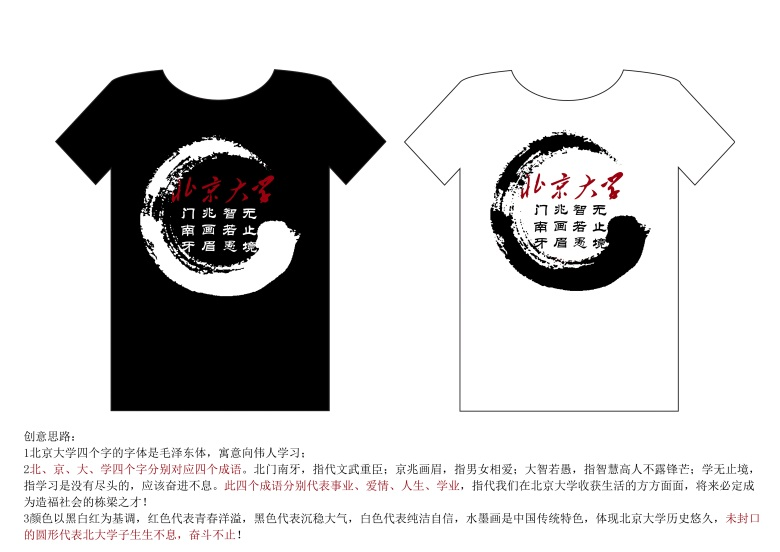 北京大学
门兆智无
南画若止
牙眉愚境
北京大学
门兆智无
南画若止
牙眉愚境
创意思路：
1北京大学四个字的字体是毛泽东体，寓意向伟人学习；
2北、京、大、学四个字分别对应四个成语。北门南牙，指代文武重臣；京兆画眉，指男女相爱；大智若愚，指智慧高人不露锋芒；学无止境，
指学习是没有尽头的，应该奋进不息。此四个成语分别代表事业、爱情、人生、学业，指代我们在北京大学收获生活的方方面面，将来必定成
为造福社会的栋梁之才！
3颜色以黑白红为基调，红色代表青春洋溢，黑色代表沉稳大气，白色代表纯洁自信，水墨画是中国传统特色，体现北京大学历史悠久，未封口
的圆形代表北大学子生生不息，奋斗不止！